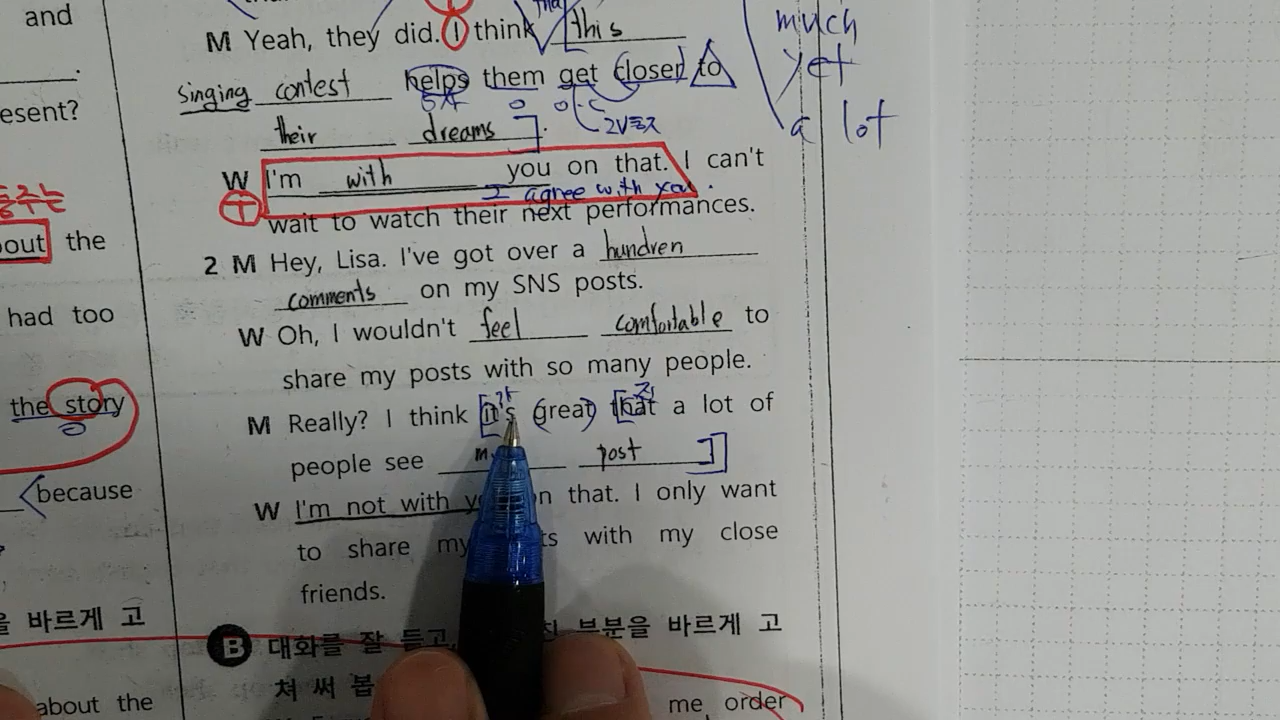 and
esent?
bout the
had too
the story
because
바르게 고
about the
M Yeah, they did. I think this
singing contest helps them get closer to
their dreams
W I'm with you on that. I can't
I agree with you.
wait to watch their next performances.
2 M Hey, Lisa. I've got over a hundren
comments on my SNS posts.
W Oh, I wouldn't feel comfortable to
share my posts with so many people.
M Really? I think it's great that a lot of
people see post
W I'm not with on that. I only want
to share my with my close
friends.
B 대화를 잘 듣고, 부분을 바르게 고
쳐 써 봅
me order
much
yet
a lot